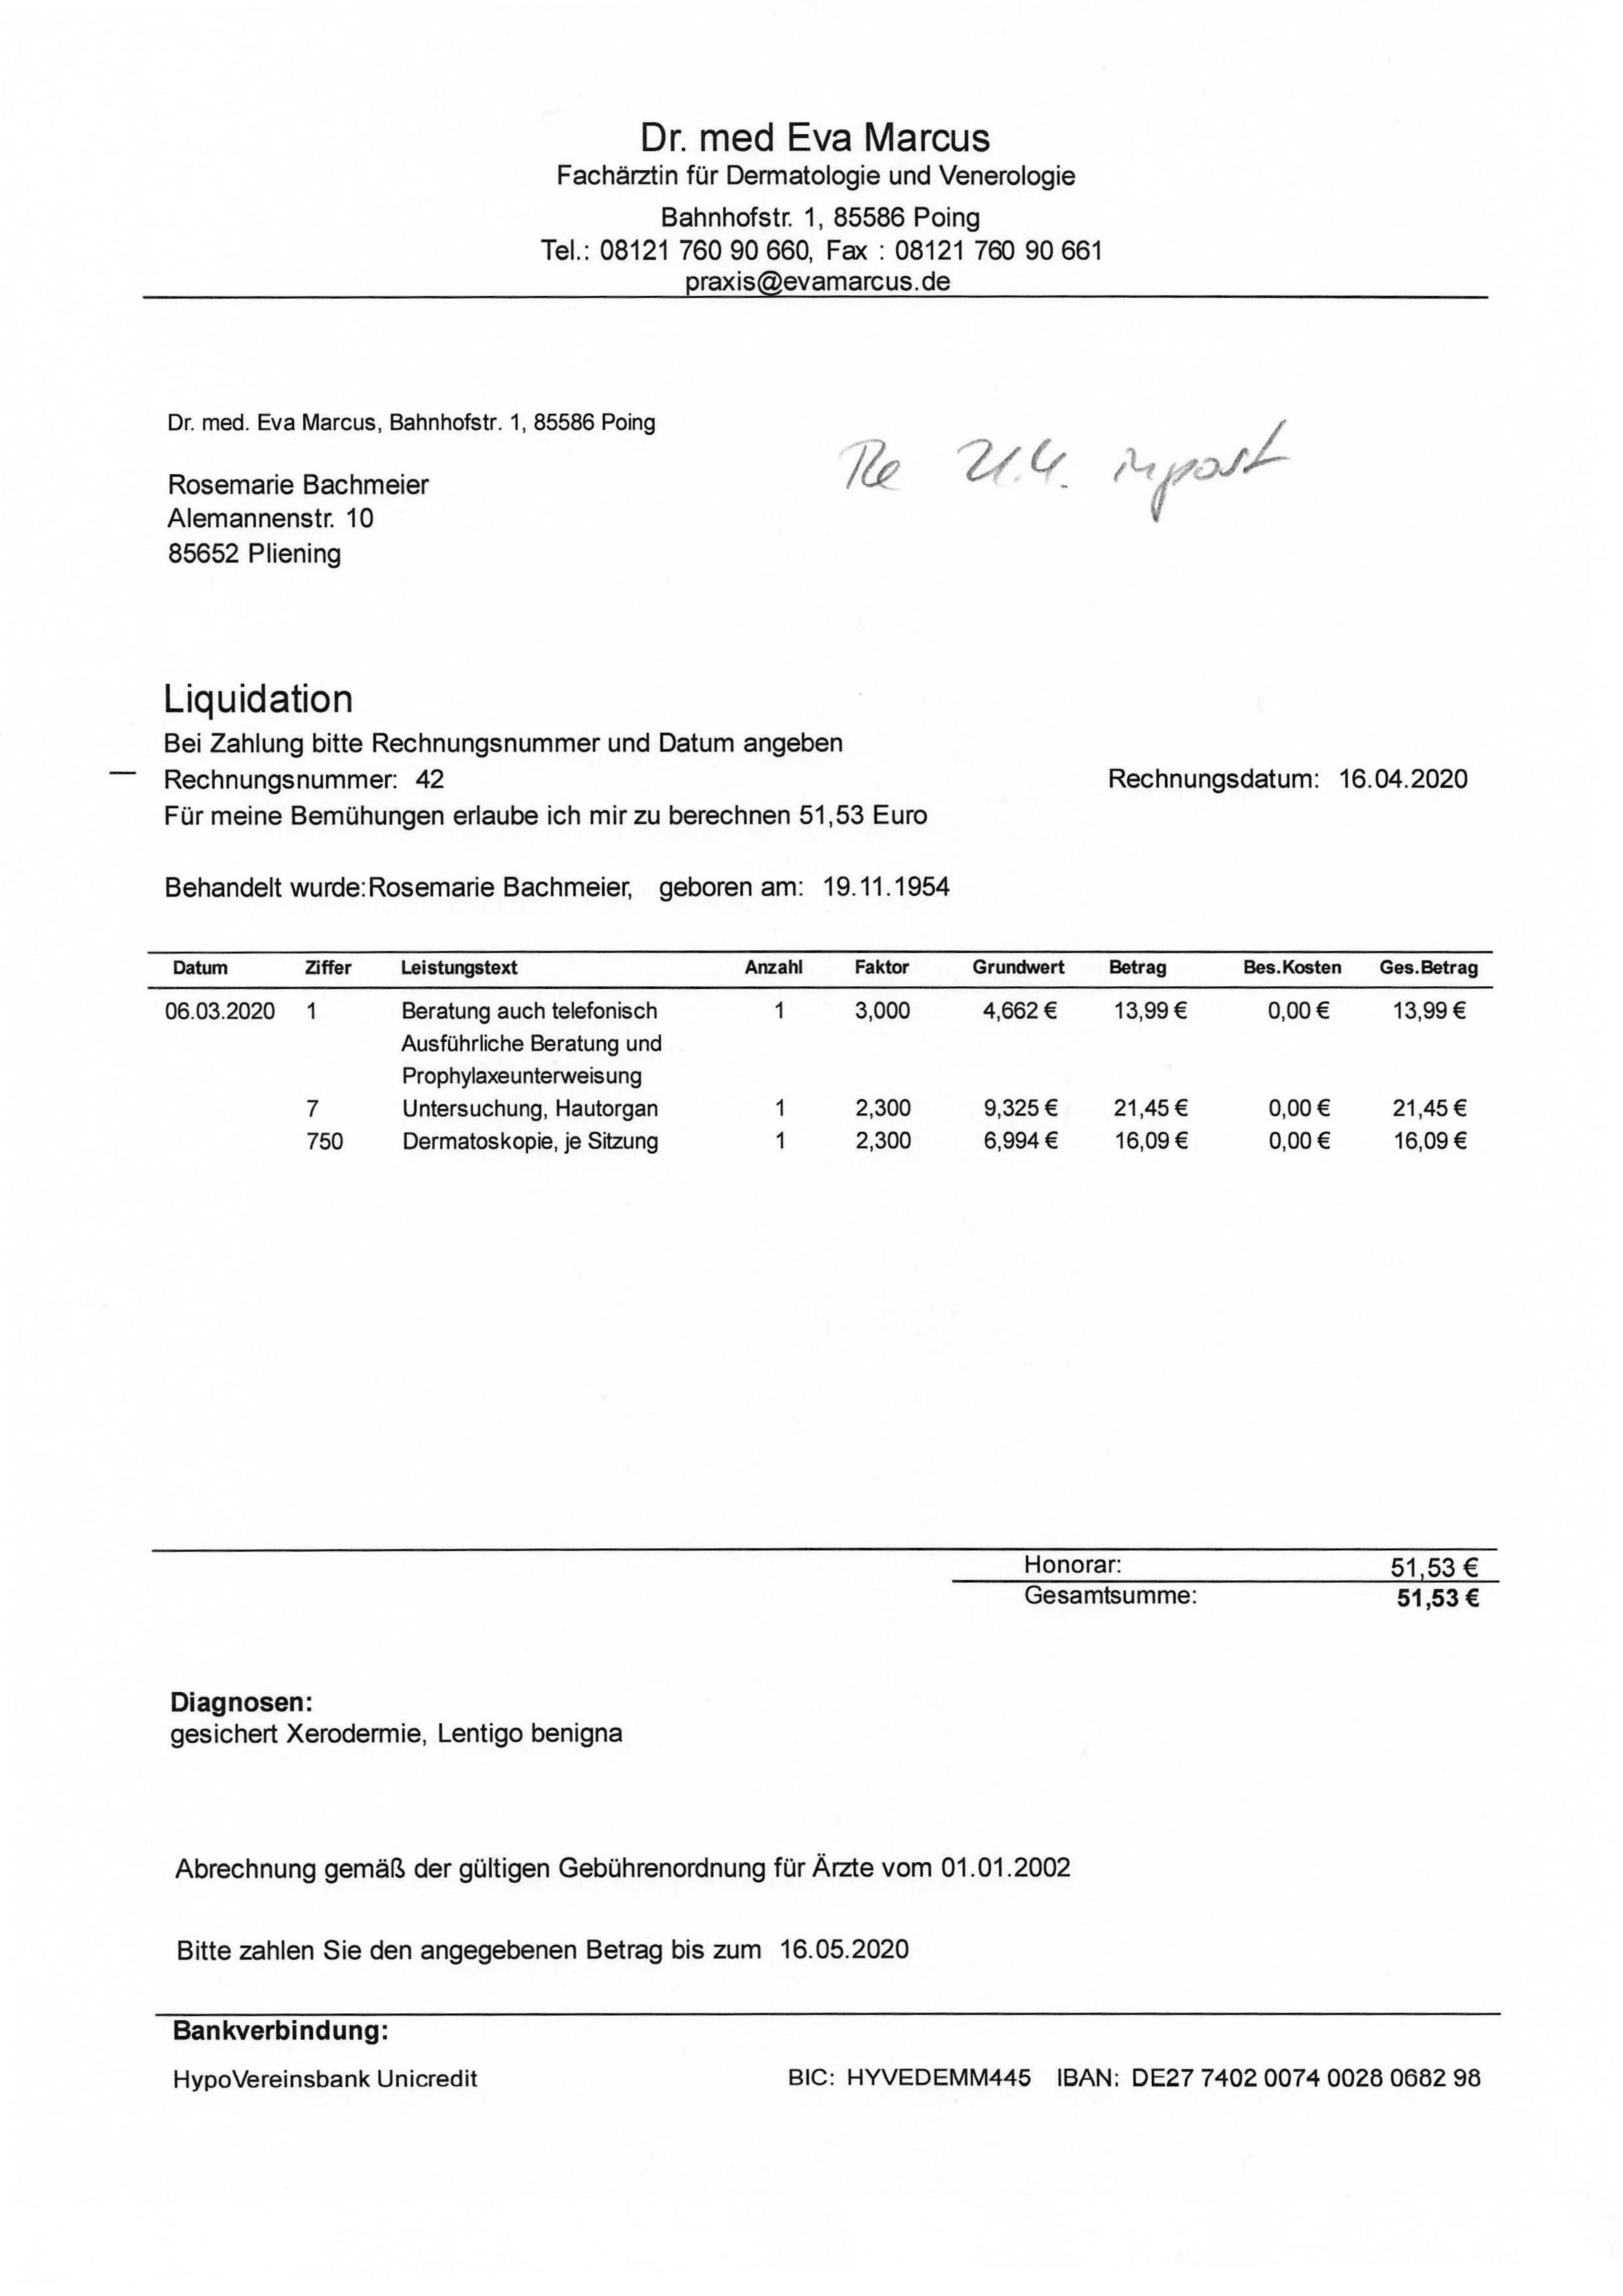 Dr. med Eva Marcus
Fachärztin für Dermatologie und Venerologie
Bahnhofstr. 1, 85586 Poing
Tel.: 08121 760 90 660, Fax : 08121 760 90 661
praxis@evamarcus.de
Dr. med. Eva Marcus, Bahnhofstr. 1, 85586 Poing
Re 21.4.
Rosemarie Bachmeier
Alemannenstr. 10
85652 Pliening
Liquidation
Bei Zahlung bitte Rechnungsnummer und Datum angeben
Rechnungsnummer: 42 Rechnungsdatum: 16.04.2020
Für meine Bemühungen erlaube ich mir zu berechnen 51,53 Euro
Behandelt wurde:Rosemarie Bachmeier, geboren am: 19.11.1954
Datum Ziffer Leistungstext Anzahl Faktor Grundwert Betrag Bes.Kosten Ges.Betrag
06.03.2020 1 Beratung auch telefonisch 1 3,000 4,662 € 13,99 € 0,00 € 13,99 €
Ausführliche Beratung und
Prophylaxeunterweisung
7 Untersuchung, Hautorgan 1 2,300 9,325 € 21,45 € 0,00 € 21,45 €
750 Dermatoskopie, je Sitzung 1 2,300 6,994 € 16,09 € 0,00 € 16,09 €
Honorar: 51,53 €
Gesamtsumme: 51,53 €
Diagnosen:
gesichert Xerodermie, Lentigo benigna
Abrechnung gemäß der gültigen Gebührenordnung für Ärzte vom 01.01.2002
Bitte zahlen Sie den angegebenen Betrag bis zum 16.05.2020
Bankverbindung:
HypoVereinsbank Unicredit BIC: HYVEDEMM445 IBAN: DE27 7402 0074 0028 0682 98